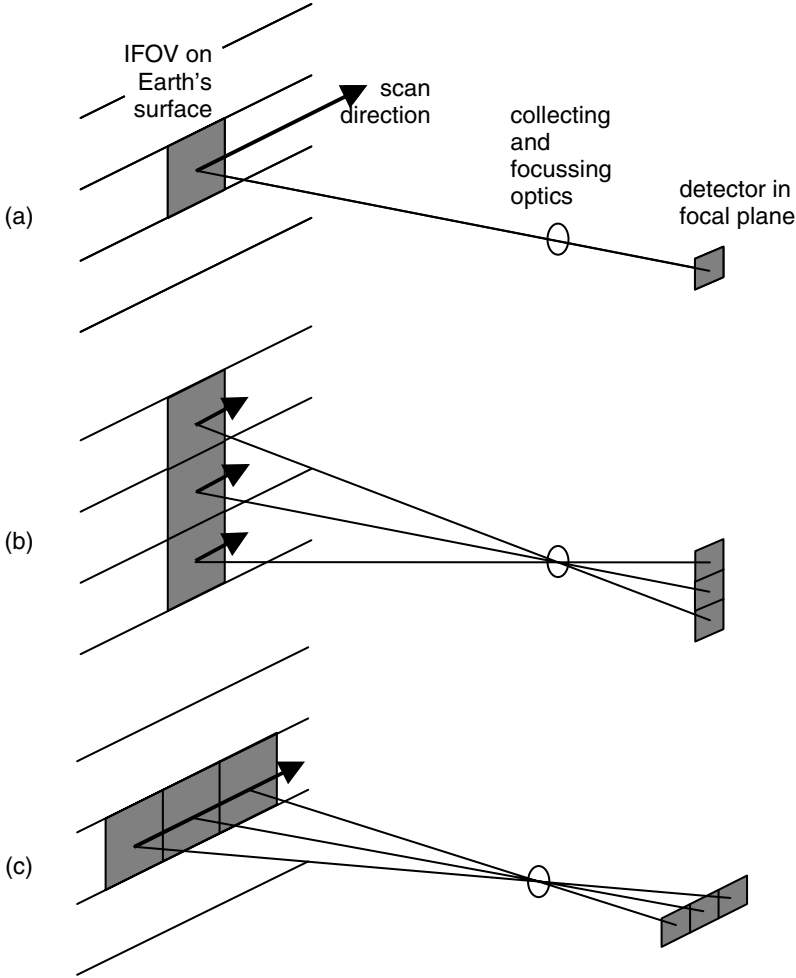 IFOV on
Earth's
surface
scan
direction
collecting
and
focussing
optics
detector in
focal plane
(a)
(b)
(c)